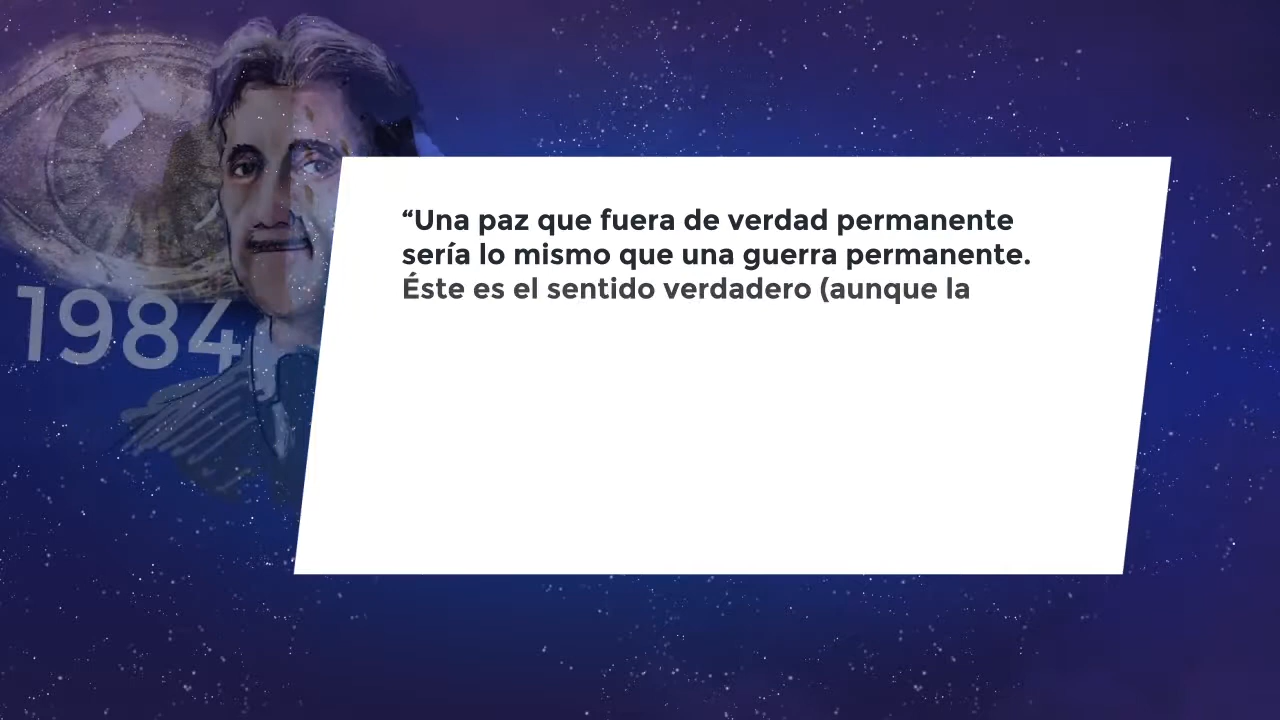 1984
“Una paz que fuera de verdad permanente
sería lo mismo que una guerra permanente.
Éste es el sentido verdadero (aunque la